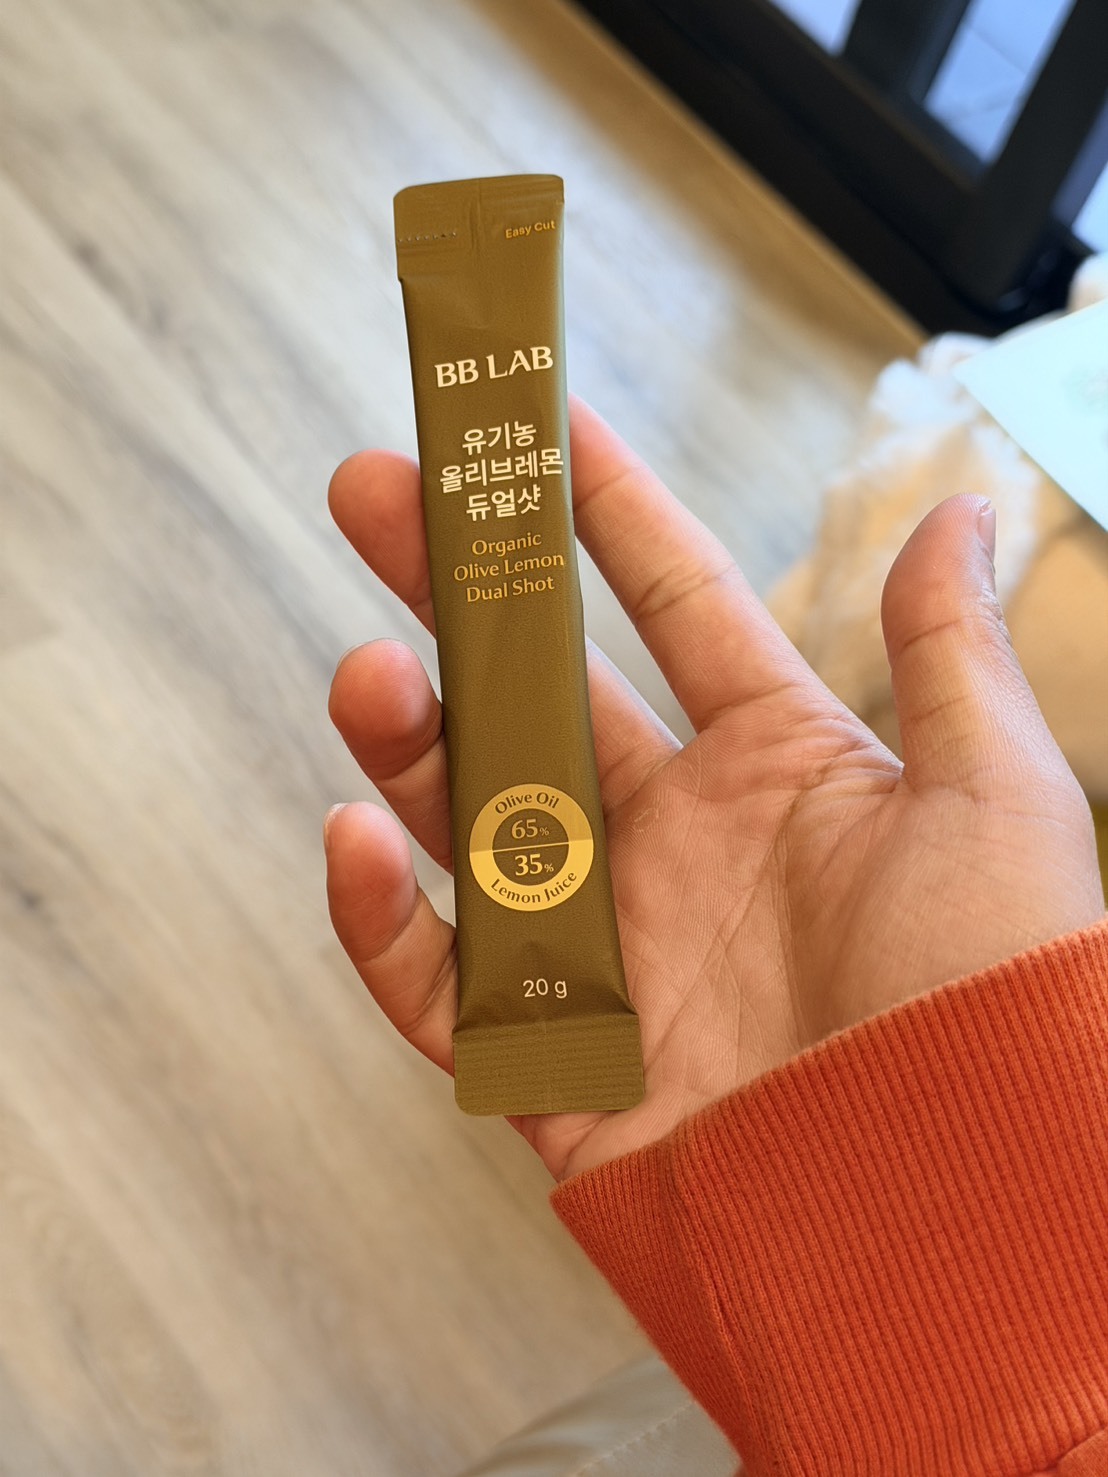 Easy Cut
BB LAB
유기농
올리브레몬
듀얼샷
Organic
Olive Lemon
Dual Shot
Olive Oil
65%
35%
Lemon Juice
20 g